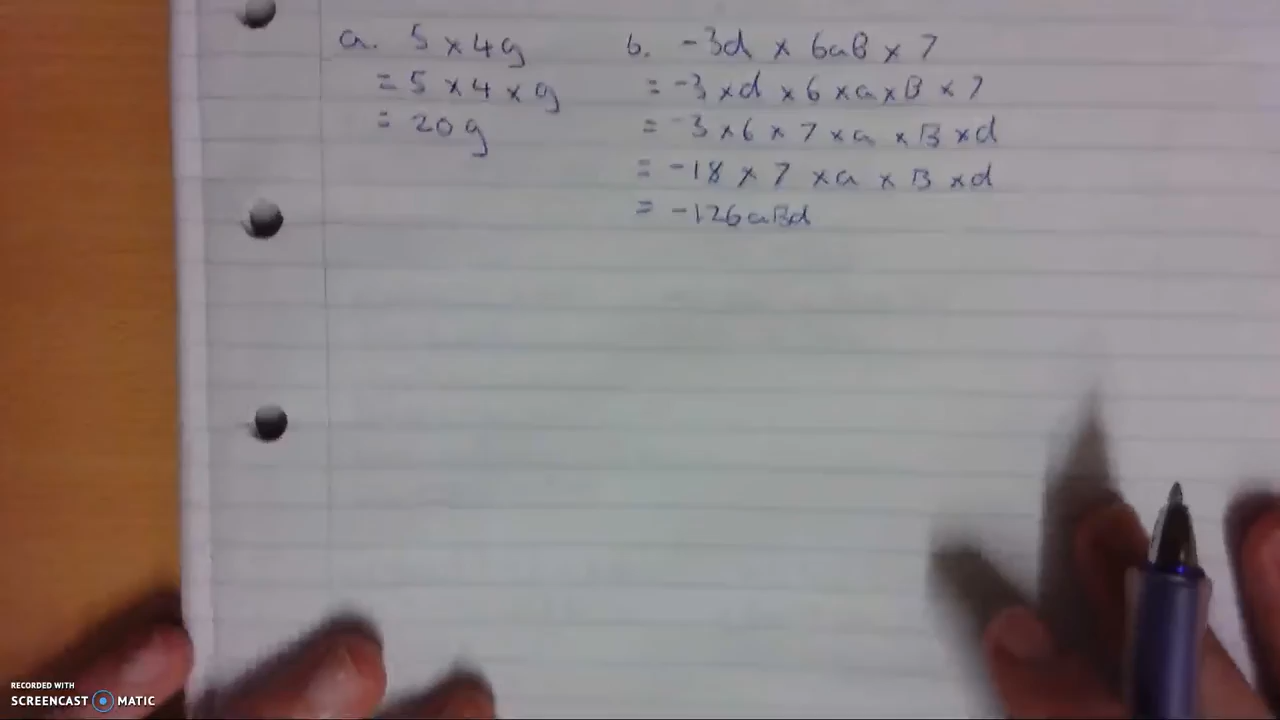 a. 5 × 4g
= 5 × 4 × g
= 20g
b. -3d × 6aB × 7
= -3 × d × 6 × a × B × 7
= -3 × 6 × 7 × a × B × d
= -18 × 7 × a × B × d
= -126aBd
RECORDED WITH
SCREENCAST MATIC